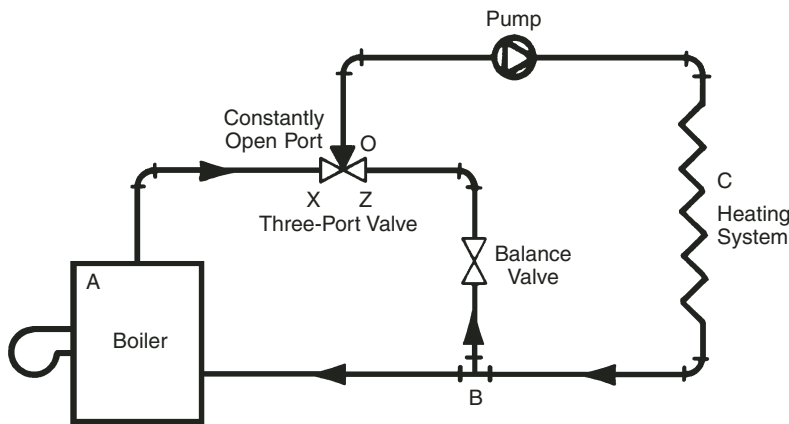 Pump
Constantly
Open Port
O
X
Z
Three-Port Valve
C
Heating
System
Balance
Valve
A
Boiler
B